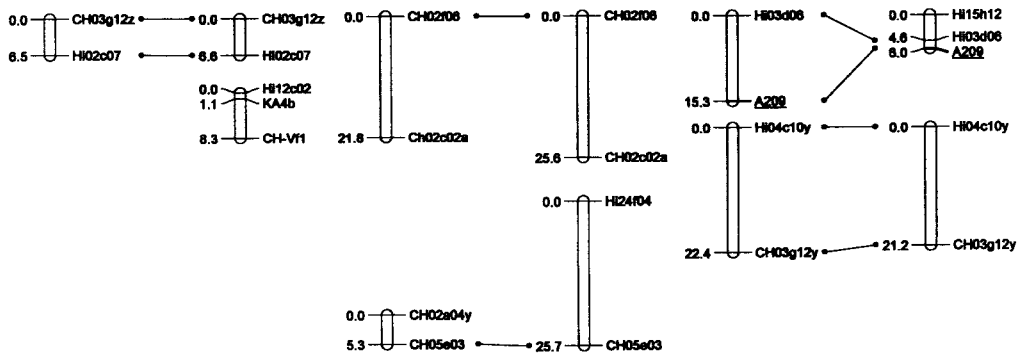 0.0 CH03g12z
6.5 Hi02c07
0.0 CH03g12z
6.6 Hi02c07
0.0 Hi12c02
1.1 KA4b
8.3 CH-Vf1
0.0 CH02f06
21.8 Ch02c02a
0.0 CH02a04y
5.3 CH05e03
0.0 CH02f06
25.6 CH02c02a
0.0 Hi24f04
25.7 CH05e03
0.0 Hi03d06
15.3 A209
0.0 Hi04c10y
22.4 CH03g12y
0.0 Hi15h12
4.6 Hi03d06
6.0 A209
0.0 Hi04c10y
21.2 CH03g12y